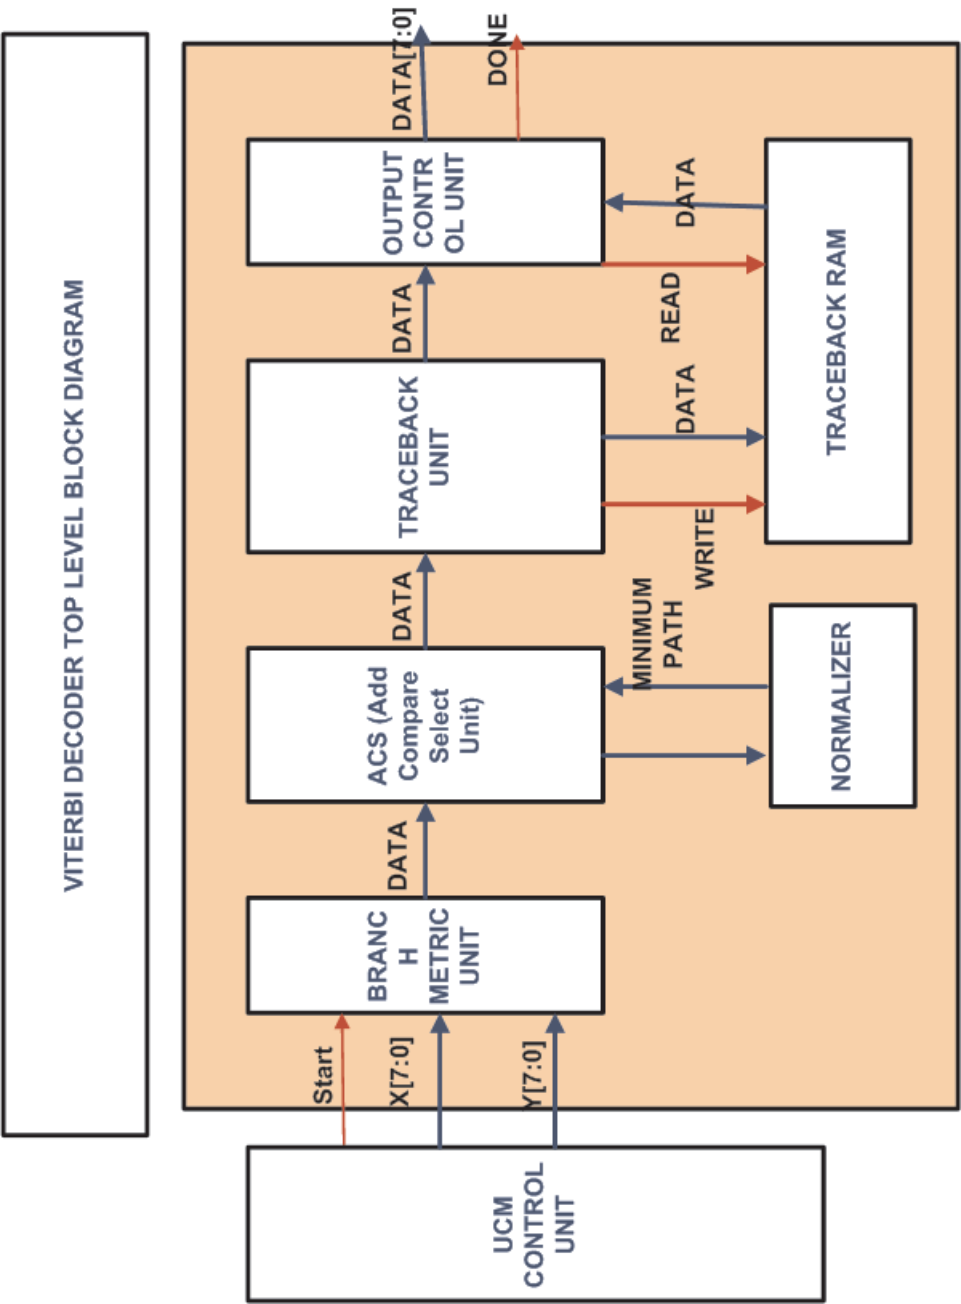 VITERBI DECODER TOP LEVEL BLOCK DIAGRAM
UCM
CONTROL
UNIT
Start
X[7:0]
Y[7:0]
BRANC
H
METRIC
UNIT
DATA
ACS (Add
Compare
Select
Unit)
DATA
TRACEBACK
UNIT
DATA
OUTPUT
CONTR
OL UNIT
DATA[7:0]
DONE
MINIMUM
PATH
WRITE
DATA
READ
DATA
NORMALIZER
TRACEBACK RAM